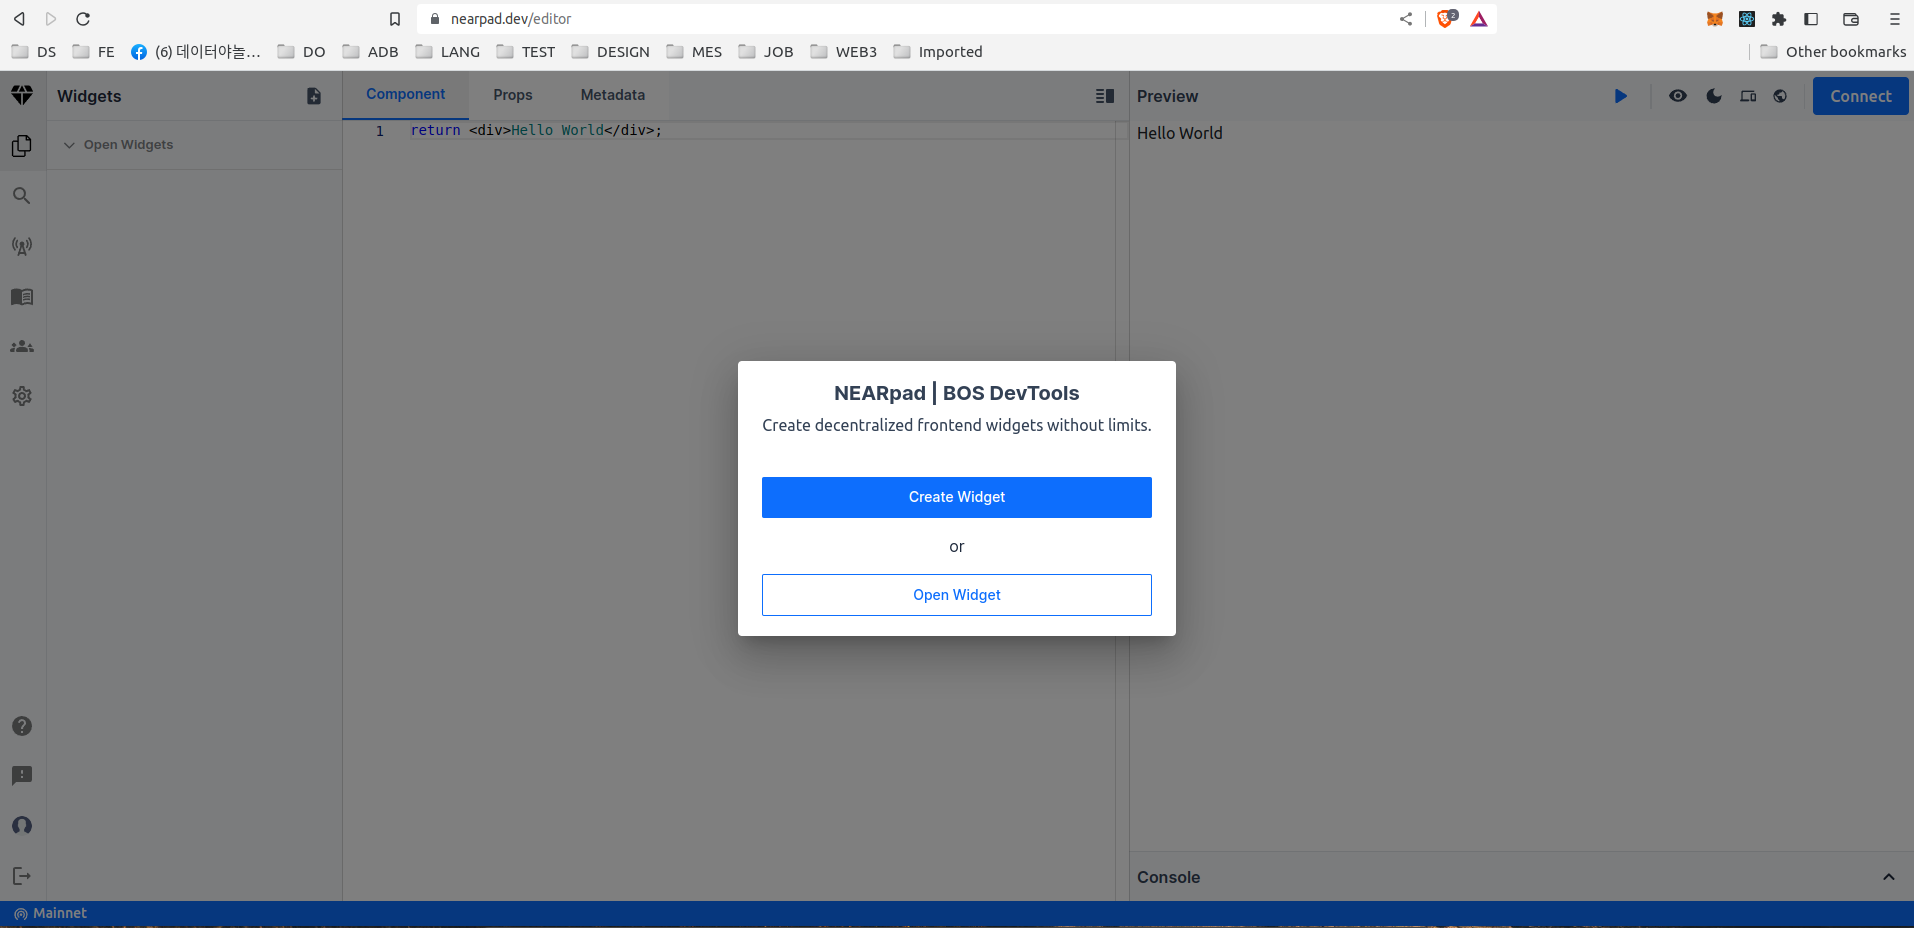 nearpad.dev/editor
2
DS FE (6) 데이터야놀... DO ADB LANG TEST DESIGN MES JOB WEB3 Imported Other bookmarks
Widgets
Component Props Metadata
Preview
Connect
Open Widgets
1 return <div>Hello World</div>;
Hello World
NEARpad | BOS DevTools
Create decentralized frontend widgets without limits.
Create Widget
or
Open Widget
Console
Mainnet